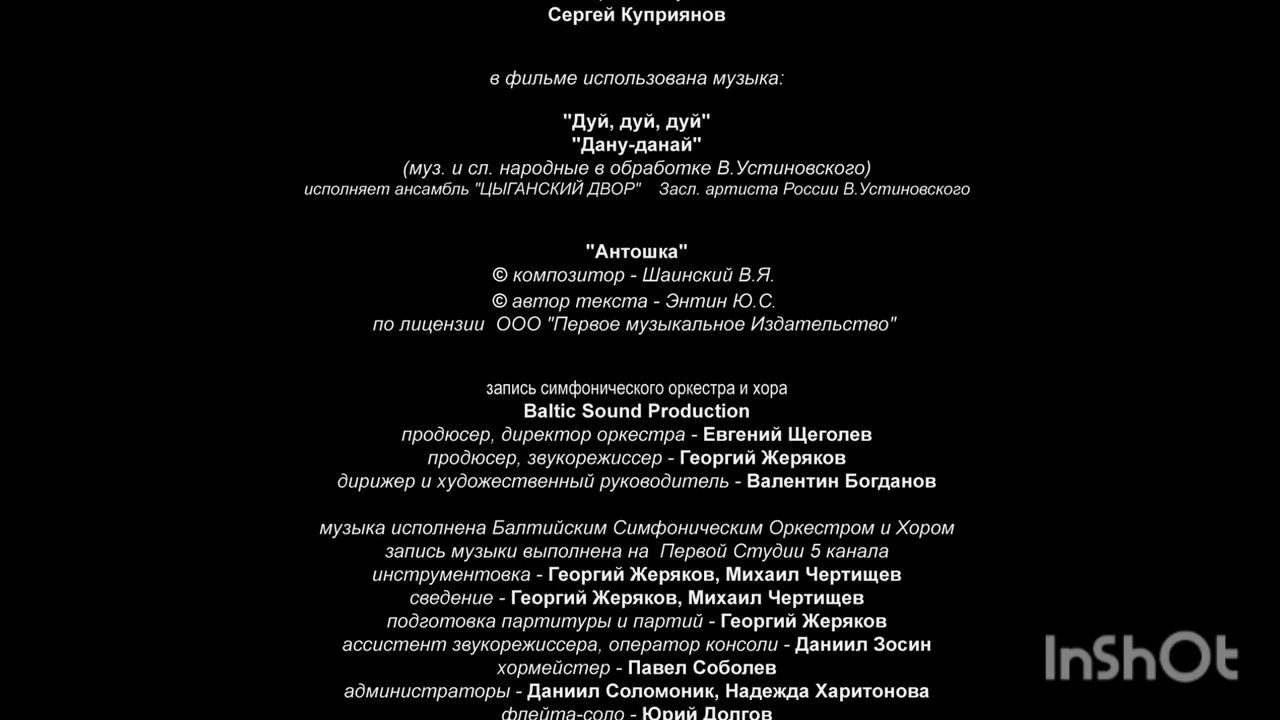 Сергей Куприянов
в фильме использована музыка:
"Дуй, дуй, дуй"
"Дану-данай"
(муз. и сл. народные в обработке В.Устиновского)
исполняет ансамбль "ЦЫГАНСКИЙ ДВОР" Засл. артиста России В.Устиновского
"Антошка"
© композитор - Шаинский В.Я.
© автор текста - Энтин Ю.С.
по лицензии ООО "Первое музыкальное Издательство"
запись симфонического оркестра и хора
Baltic Sound Production
продюсер, директор оркестра - Евгений Щеголев
продюсер, звукорежиссер - Георгий Жеряков
дирижер и художественный руководитель - Валентин Богданов
музыка исполнена Балтийским Симфоническим Оркестром и Хором
запись музыки выполнена на Первой Студии 5 канала
инструментовка - Георгий Жеряков, Михаил Чертищев
сведение - Георгий Жеряков, Михаил Чертищев
подготовка партитуры и партий - Георгий Жеряков
ассистент звукорежиссера, оператор консоли - Даниил Зосин
хормейстер - Павел Соболев
администраторы - Даниил Соломоник, Надежда Харитонова
флейта-соло - Юрий Долгов
InShOt